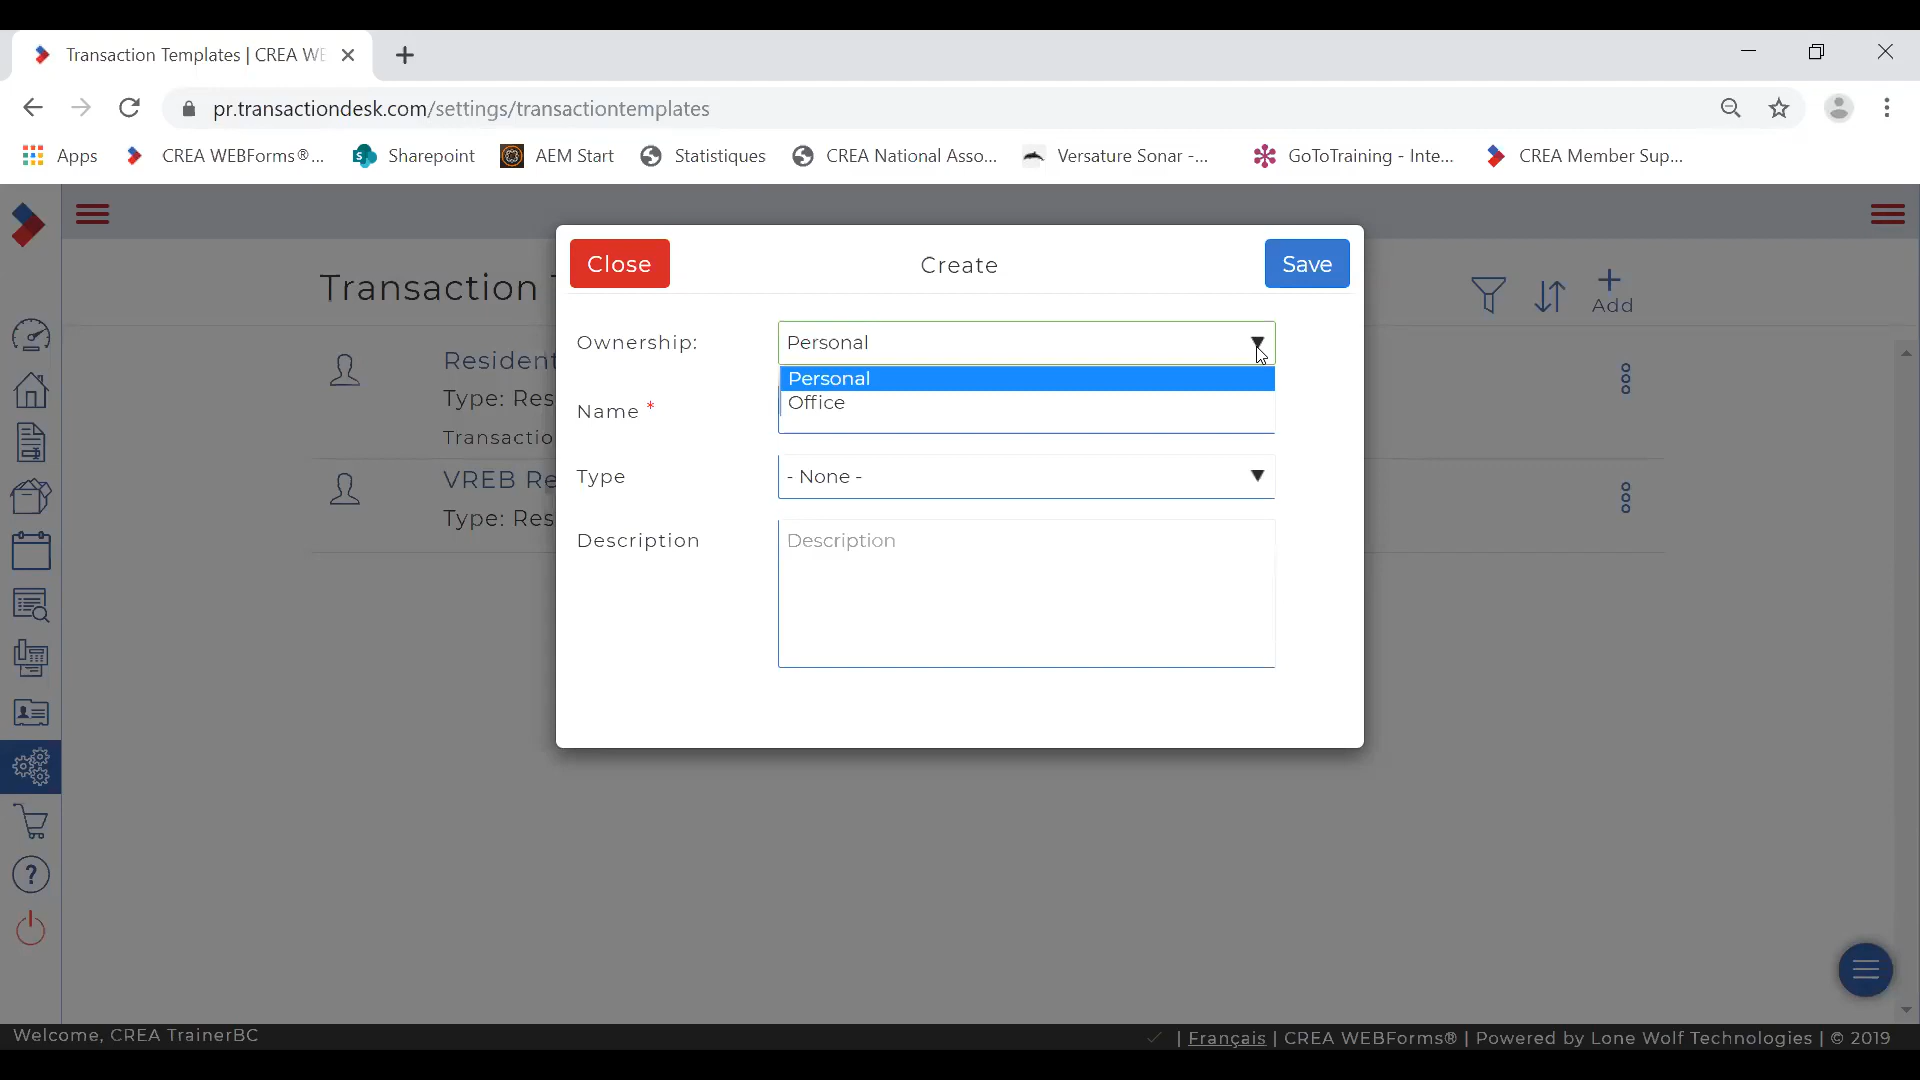 Transaction Templates | CREA WE
pr.transactiondesk.com/settings/transactiontemplates
Apps CREA WEBForms®... Sharepoint AEM Start Statistiques CREA National Asso... Versature Sonar -... GoToTraining - Inte... CREA Member Sup...
Close Create Save
Transaction
Add
Ownership: Personal
Personal
Office
Name *
Type - None -
Description Description
Resident
Type: Res
Transactio
VREB Re
Type: Res
Welcome, CREA TrainerBC
| Français | CREA WEBForms® | Powered by Lone Wolf Technologies | © 2019